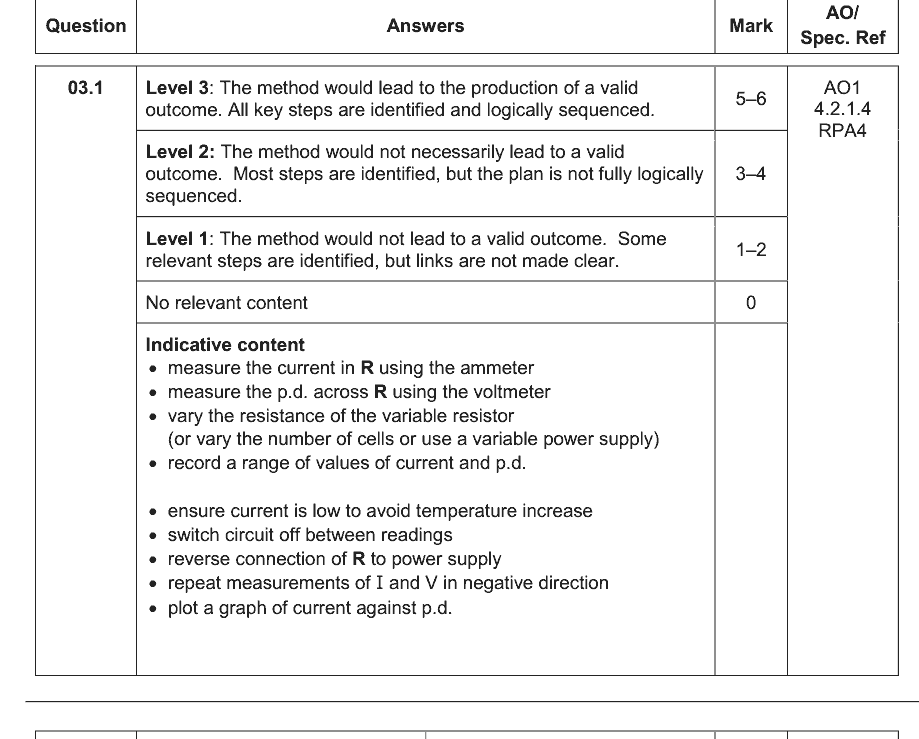 Question Answers Mark AO/
Spec. Ref
03.1 Level 3: The method would lead to the production of a valid
outcome. All key steps are identified and logically sequenced.
5–6
AO1
4.2.1.4
RPA4
Level 2: The method would not necessarily lead to a valid
outcome. Most steps are identified, but the plan is not fully logically
sequenced.
3–4
Level 1: The method would not lead to a valid outcome. Some
relevant steps are identified, but links are not made clear.
1–2
No relevant content 0
Indicative content
• measure the current in R using the ammeter
• measure the p.d. across R using the voltmeter
• vary the resistance of the variable resistor
(or vary the number of cells or use a variable power supply)
• record a range of values of current and p.d.
• ensure current is low to avoid temperature increase
• switch circuit off between readings
• reverse connection of R to power supply
• repeat measurements of I and V in negative direction
• plot a graph of current against p.d.